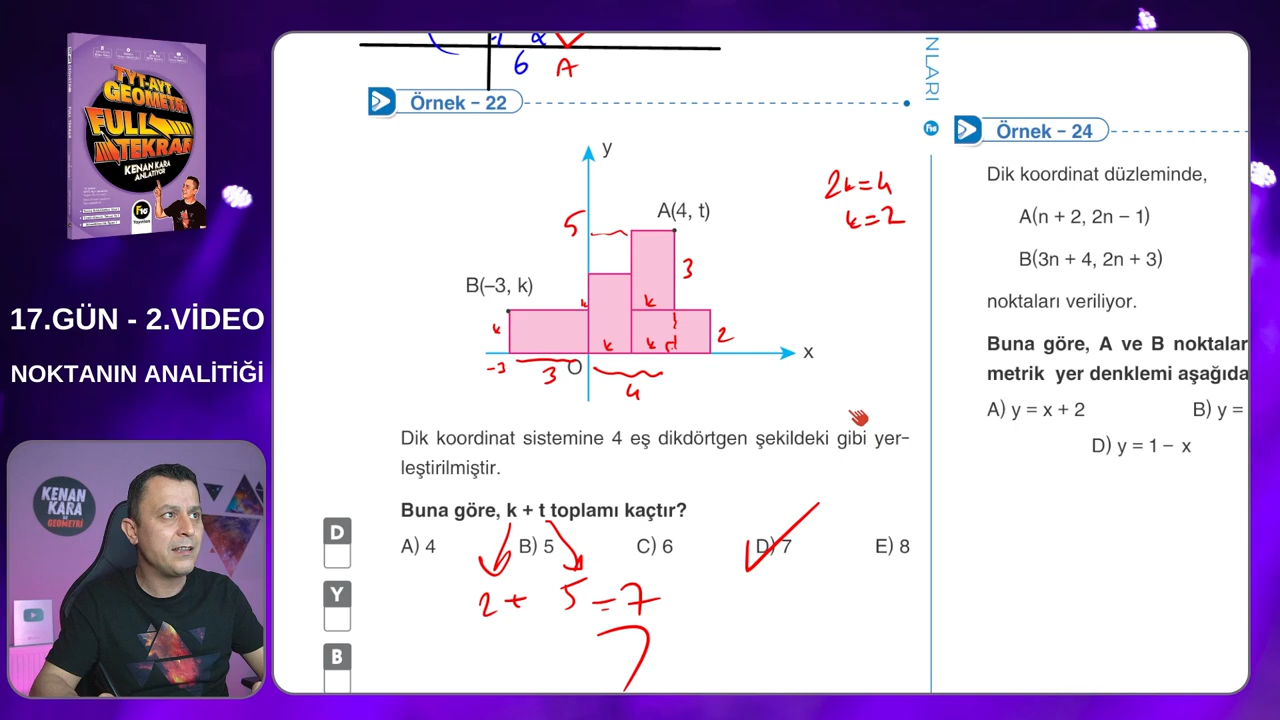 TYT-AYT
GEOMETRİ
FULL
TEKRAR
KENAN KARA
ANLATIYOR
F10
17.GÜN - 2.VİDEO
NOKTANIN ANALİTİĞİ
KENAN
KARA
GEOMETRİ
6
A
Örnek – 22
y
5
A(4, t)
3
B(–3, k)
k
k
k
k
k
2
-3
3
O
4
x
2k=4
k=2
Dik koordinat sistemine 4 eş dikdörtgen şekildeki gibi yer-
leştirilmiştir.
Buna göre, k + t toplamı kaçtır?
A) 4 B) 5 C) 6 D) 7 E) 8
2 + 5 = 7
D
Y
B
NLARI
F10
Örnek – 24
Dik koordinat düzleminde,
A(n + 2, 2n – 1)
B(3n + 4, 2n + 3)
noktaları veriliyor.
Buna göre, A ve B noktalar
metrik yer denklemi aşağıda
A) y = x + 2 B) y =
D) y = 1 – x